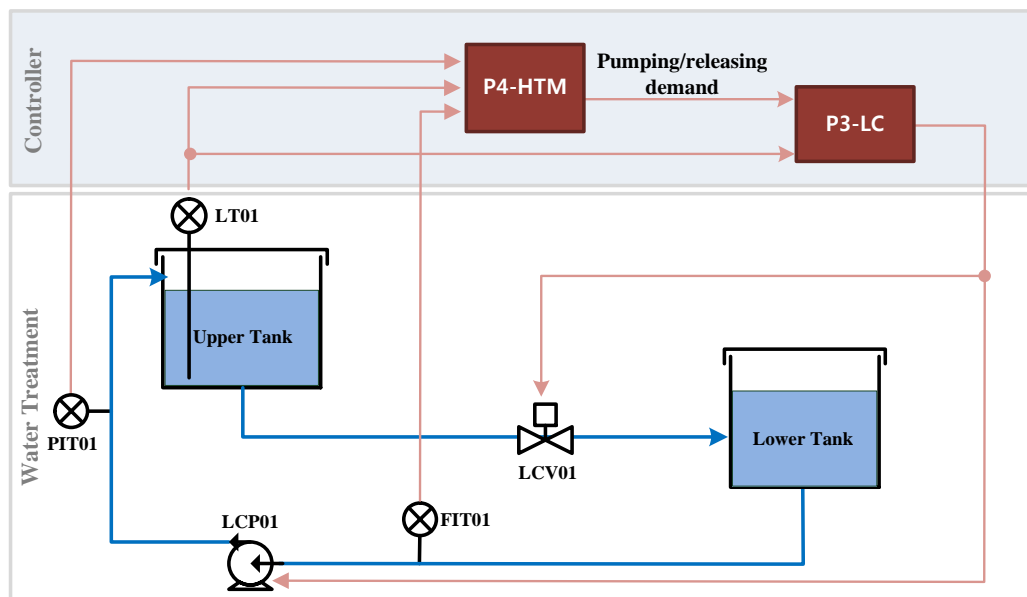 Controller
P4-HTM
Pumping/releasing
demand
P3-LC
Water Treatment
LT01
Upper Tank
PIT01
LCV01
Lower Tank
LCP01
FIT01